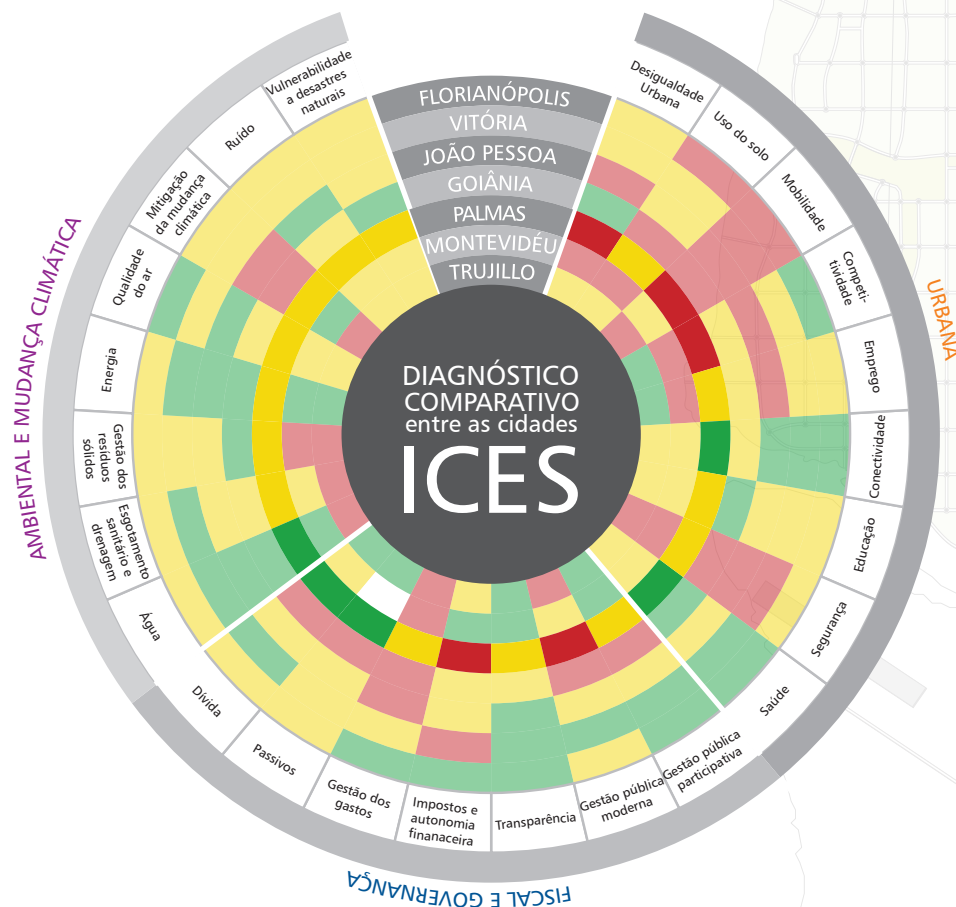 FLORIANÓPOLIS
VITÓRIA
JOÃO PESSOA
GOIÂNIA
PALMAS
MONTEVIDÉU
TRUJILLO
DIAGNÓSTICO
COMPARATIVO
entre as cidades
ICES
URBANA
Desigualdade
Urbana
Uso do solo
Mobilidade
Competi-
tividade
Emprego
Conectividade
Educação
Segurança
Saúde
FISCAL E GOVERNANÇA
Gestão pública
participativa
Gestão pública
moderna
Transparência
Impostos e
autonomia
finanaceira
Gestão dos
gastos
Passivos
Dívida
AMBIENTAL E MUDANÇA CLIMÁTICA
Água
Esgotamento
sanitário e
drenagem
Gestão dos
resíduos
sólidos
Energia
Qualidade
do ar
Mitigação
da mudança
climática
Ruído
Vulnerabilidade
a desastres
naturais